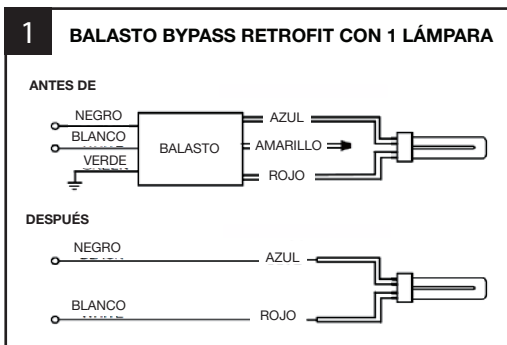 1 BALASTO BYPASS RETROFIT CON 1 LÁMPARA
ANTES DE
NEGRO
BLANCO
VERDE
BALASTO
AZUL
AMARILLO
ROJO
DESPUÉS
NEGRO
AZUL
BLANCO
ROJO